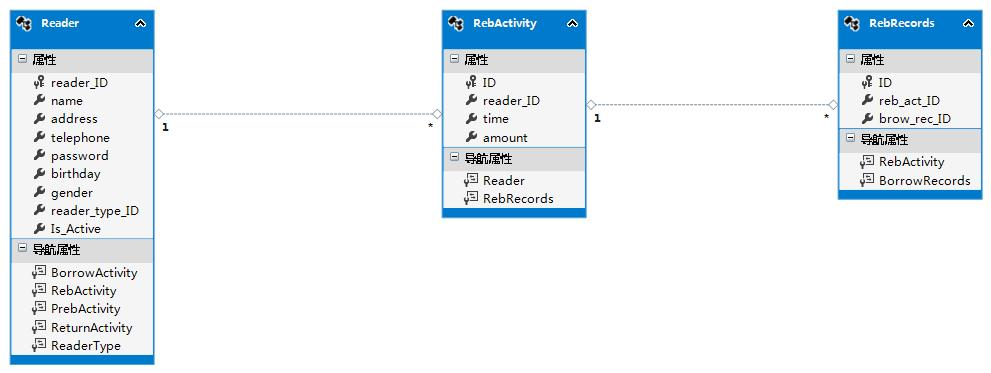 Reader
属性
reader_ID
name
address
telephone
password
birthday
gender
reader_type_ID
Is_Active
导航属性
BorrowActivity
RebActivity
PrebActivity
ReturnActivity
ReaderType
1
*
RebActivity
属性
ID
reader_ID
time
amount
导航属性
Reader
RebRecords
1
*
RebRecords
属性
ID
reb_act_ID
brow_rec_ID
导航属性
RebActivity
BorrowRecords